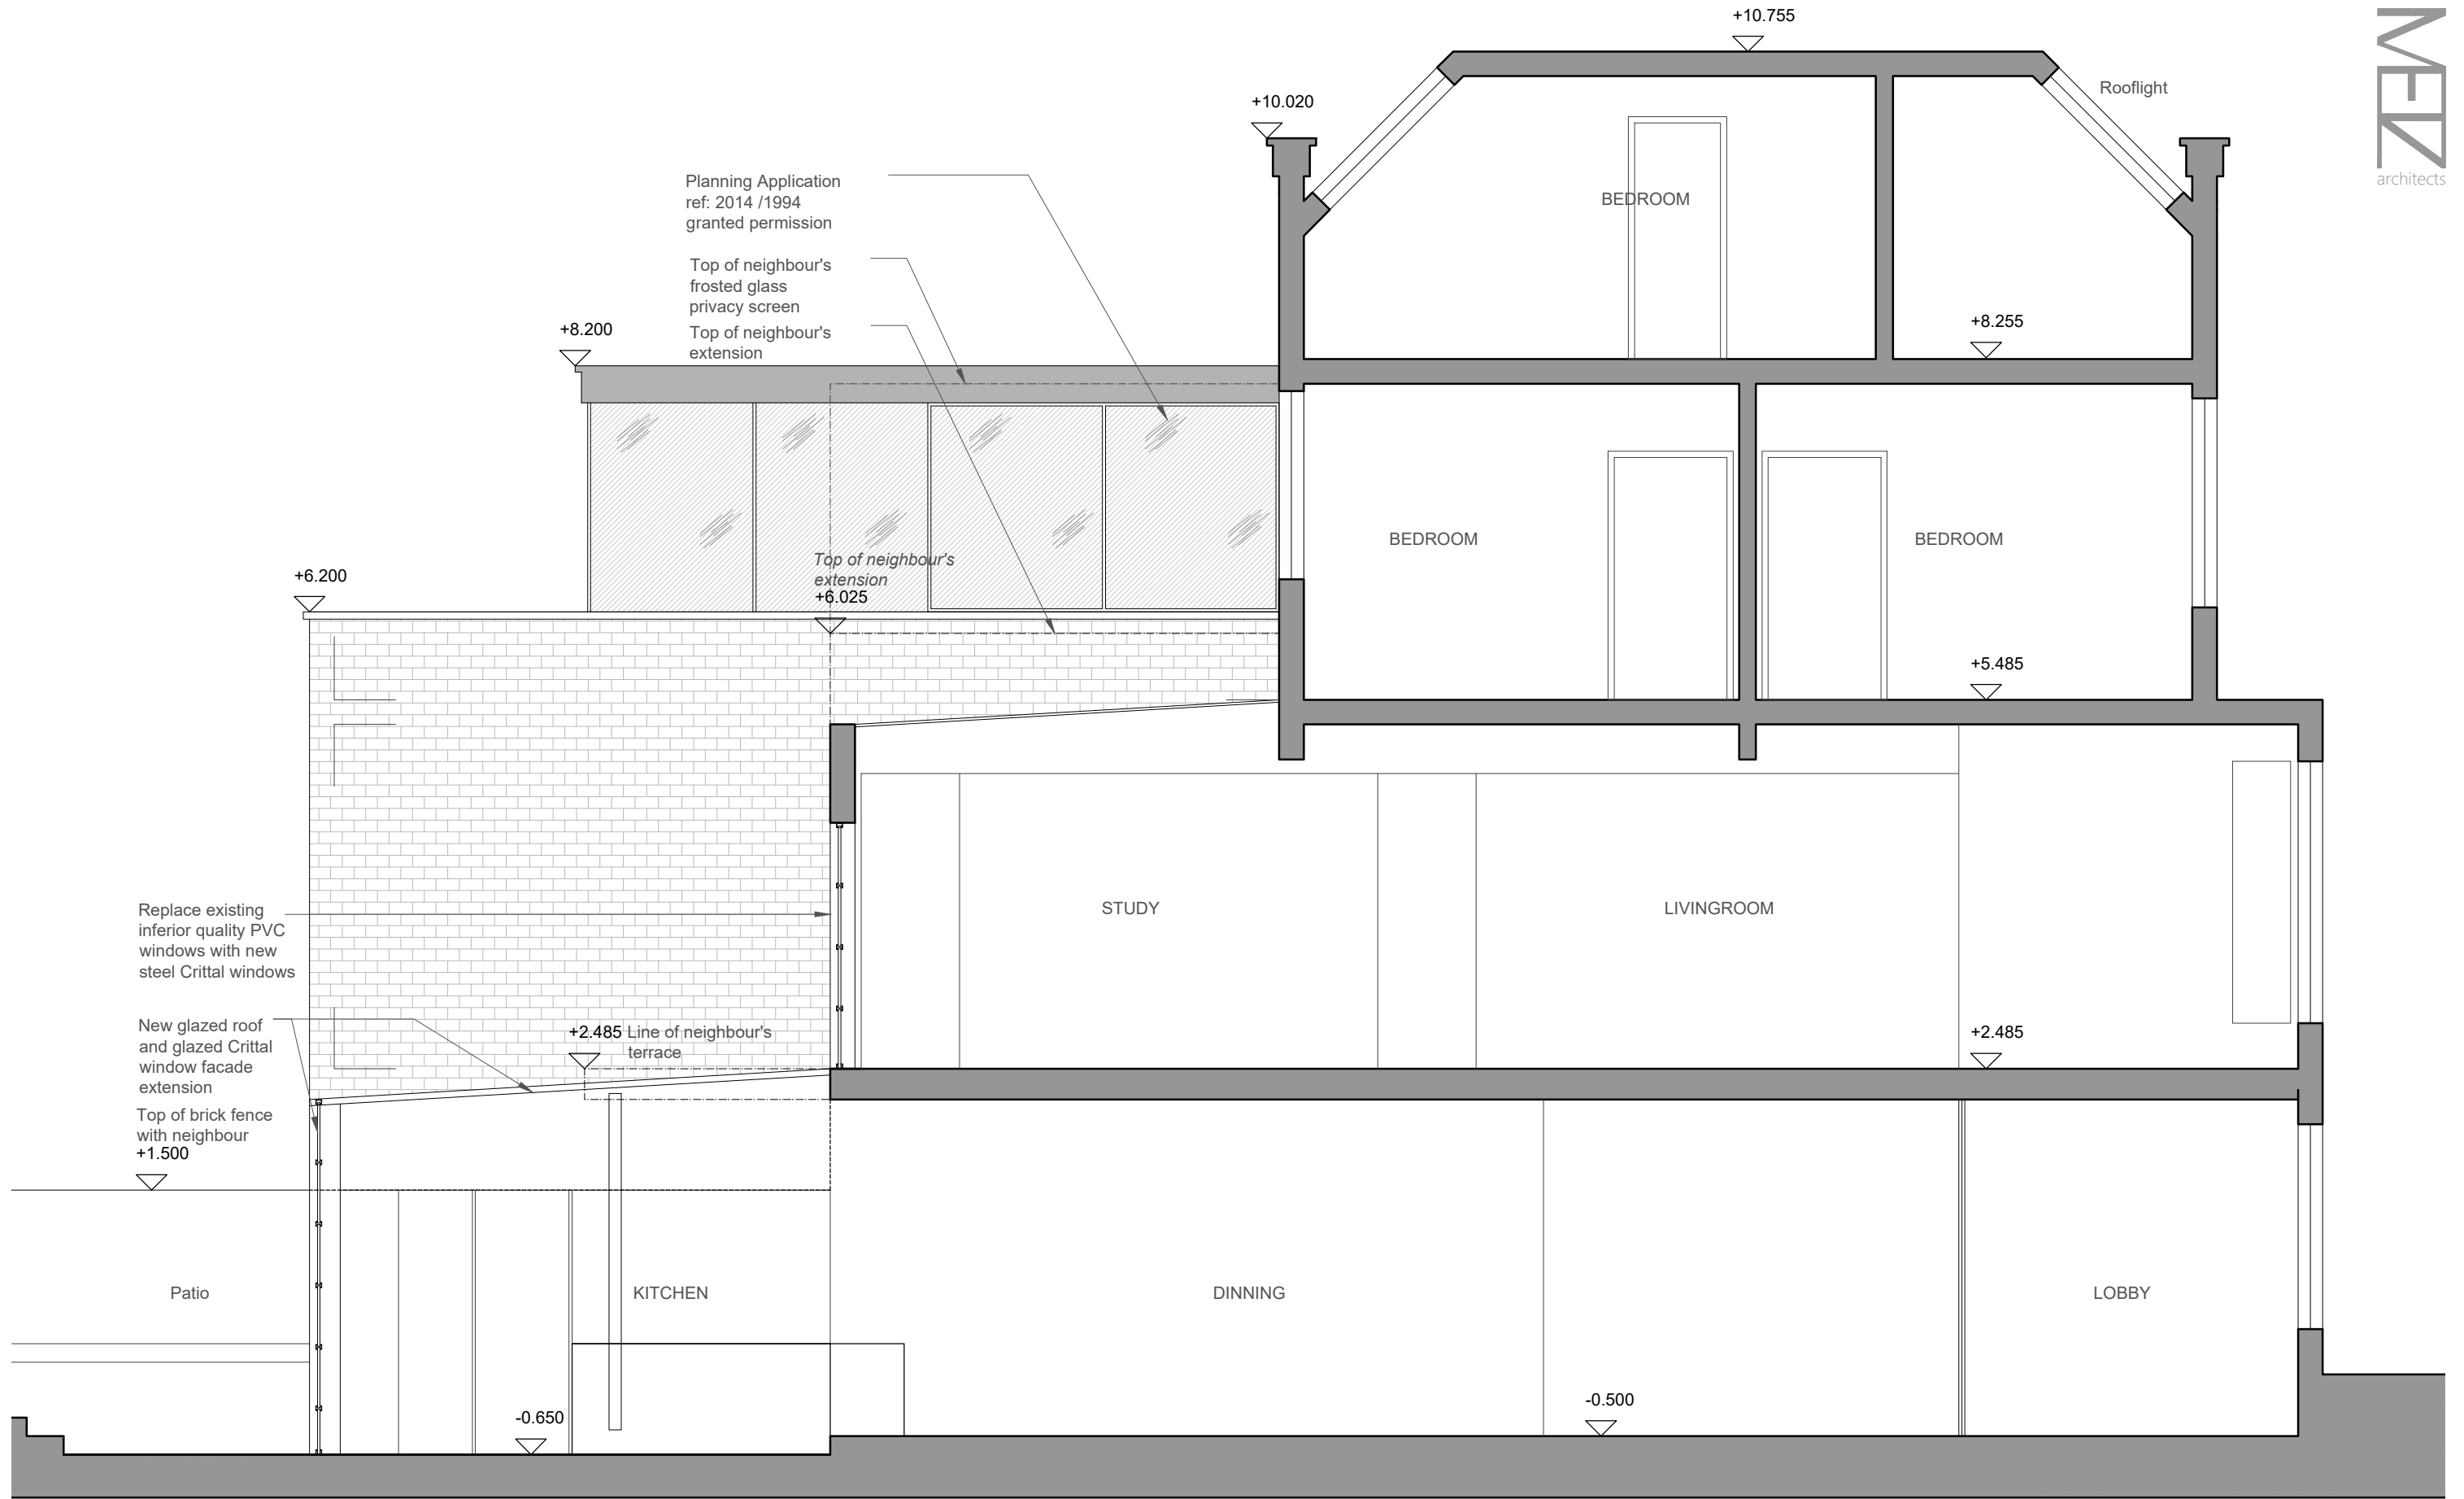 +10.755
MEZ
architects
Rooflight
+10.020
Planning Application
ref: 2014 /1994
granted permission
BEDROOM
Top of neighbour's
frosted glass
privacy screen
+8.200
Top of neighbour's
extension
+8.255
BEDROOM
BEDROOM
Top of neighbour's
extension
+6.025
+6.200
+5.485
Replace existing
inferior quality PVC
windows with new
steel Crittal windows
STUDY
LIVINGROOM
New glazed roof
and glazed Crittal
window facade
extension
+2.485 Line of neighbour's
terrace
+2.485
Top of brick fence
with neighbour
+1.500
Patio
KITCHEN
DINNING
LOBBY
-0.650
-0.500